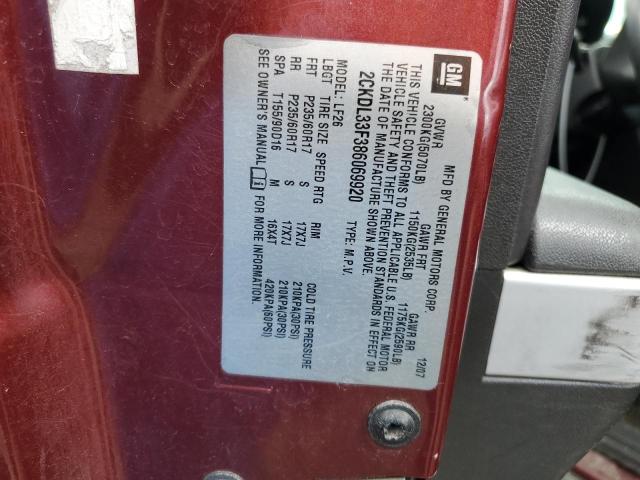 GM
MFD BY GENERAL MOTORS CORP. 12/07
GVWR GAWR FRT GAWR RR
2300KG(5070LB) 1150KG(2535LB) 1175KG(2590LB)
THIS VEHICLE CONFORMS TO ALL APPLICABLE U.S. FEDERAL MOTOR
VEHICLE SAFETY AND THEFT PREVENTION STANDARDS IN EFFECT ON
THE DATE OF MANUFACTURE SHOWN ABOVE.
2CKDL33F386069920 TYPE: M.P.V.
MODEL: LF26
LBGT TIRE SIZE SPEED RTG RIM COLD TIRE PRESSURE
FRT P235/60R17 S 17X7J 210KPA(30PSI)
RR P235/60R17 S 17X7J 210KPA(30PSI)
SPA T155/90D16 M 16X4T 420KPA(60PSI)
SEE OWNER'S MANUAL FOR MORE INFORMATION